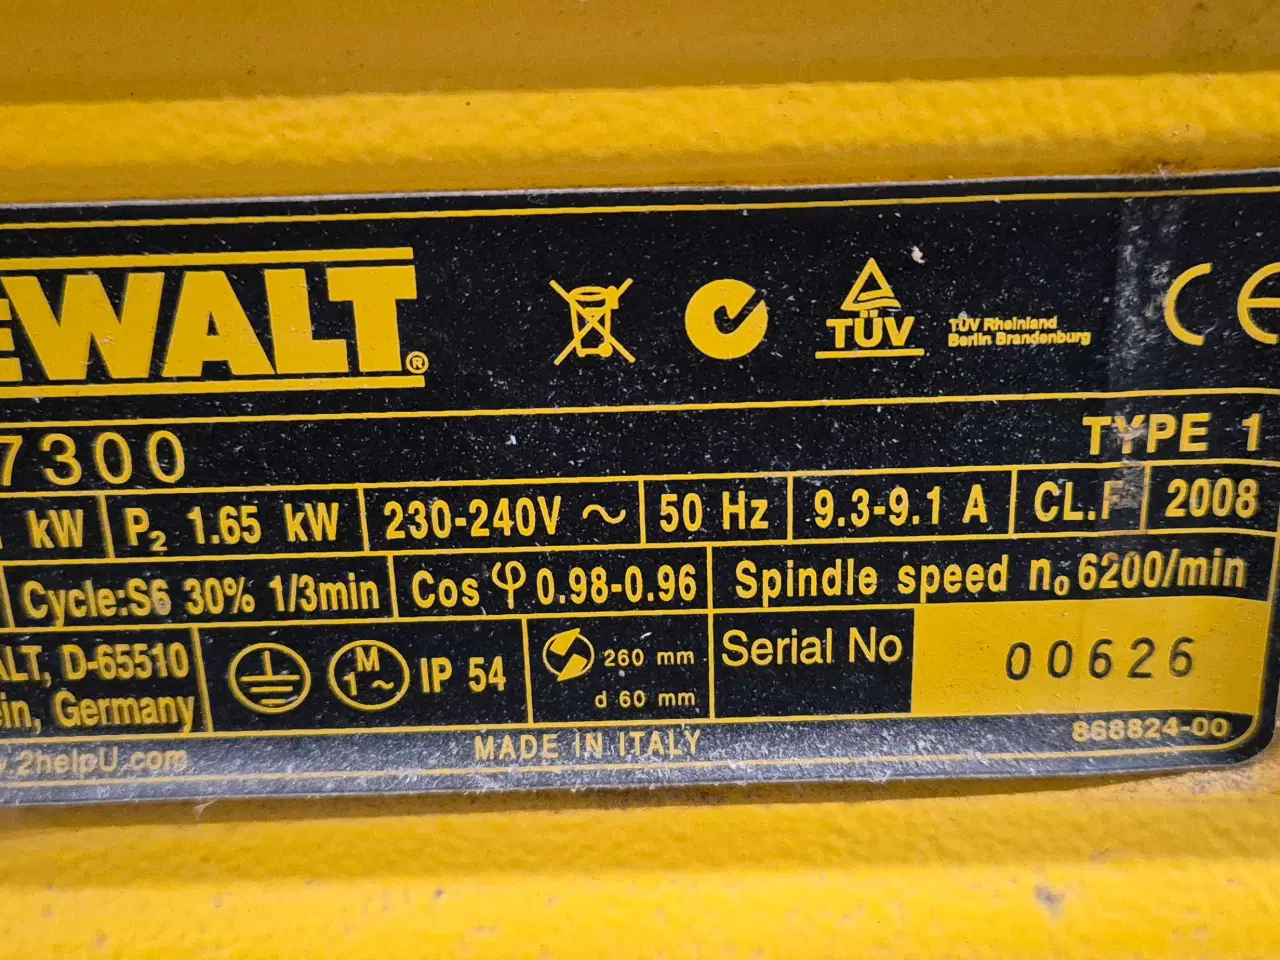 EWALT®
TÜV
TÜV Rheinland
Berlin Brandenburg
CE
7300
TYPE 1
kW P₂ 1.65 kW 230-240V ~ 50 Hz 9.3-9.1 A CL.F 2008
Cycle:S6 30% 1/3min Cos φ 0.98-0.96 Spindle speed n₀ 6200/min
ALT, D-65510
ein, Germany
M
1~
IP 54
260 mm
d 60 mm
Serial No 00626
.2helpU.com MADE IN ITALY 868824-00